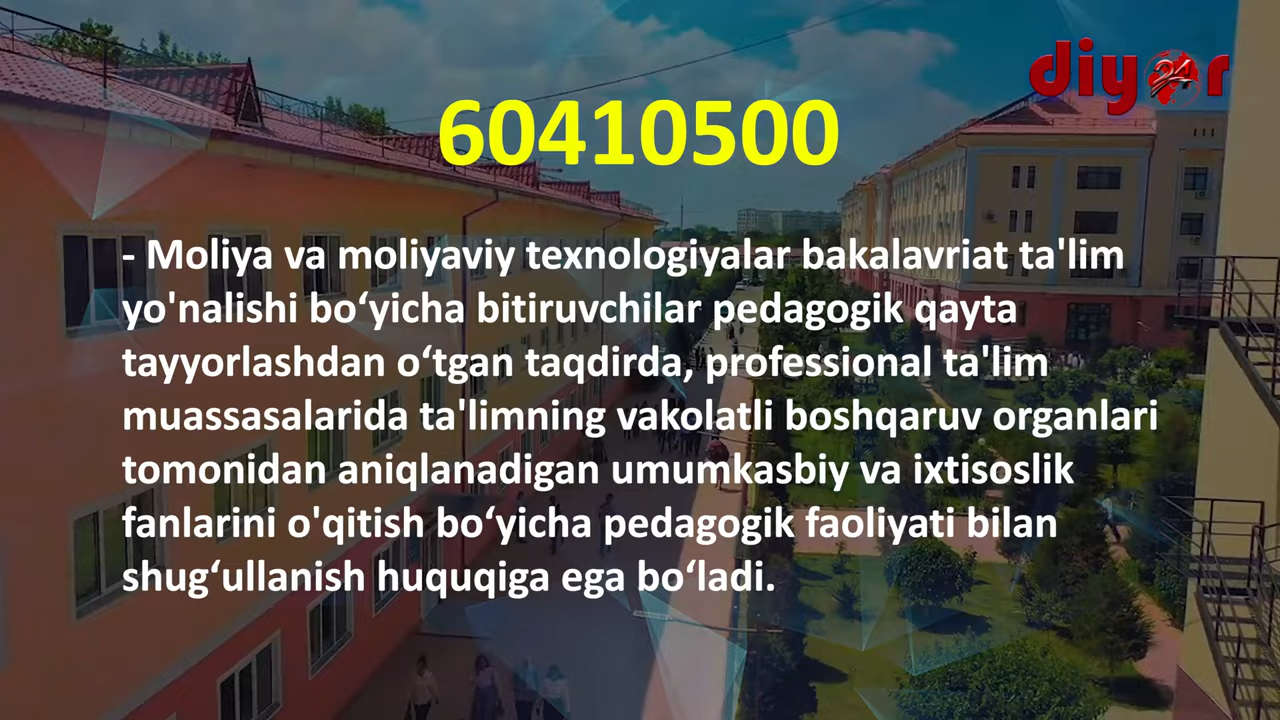 diyor 24
60410500
- Moliya va moliyaviy texnologiyalar bakalavriat ta'lim
yo'nalishi bo‘yicha bitiruvchilar pedagogik qayta
tayyorlashdan o‘tgan taqdirda, professional ta'lim
muassasalarida ta'limning vakolatli boshqaruv organlari
tomonidan aniqlanadigan umumkasbiy va ixtisoslik
fanlarini o'qitish bo‘yicha pedagogik faoliyati bilan
shug‘ullanish huquqiga ega bo‘ladi.